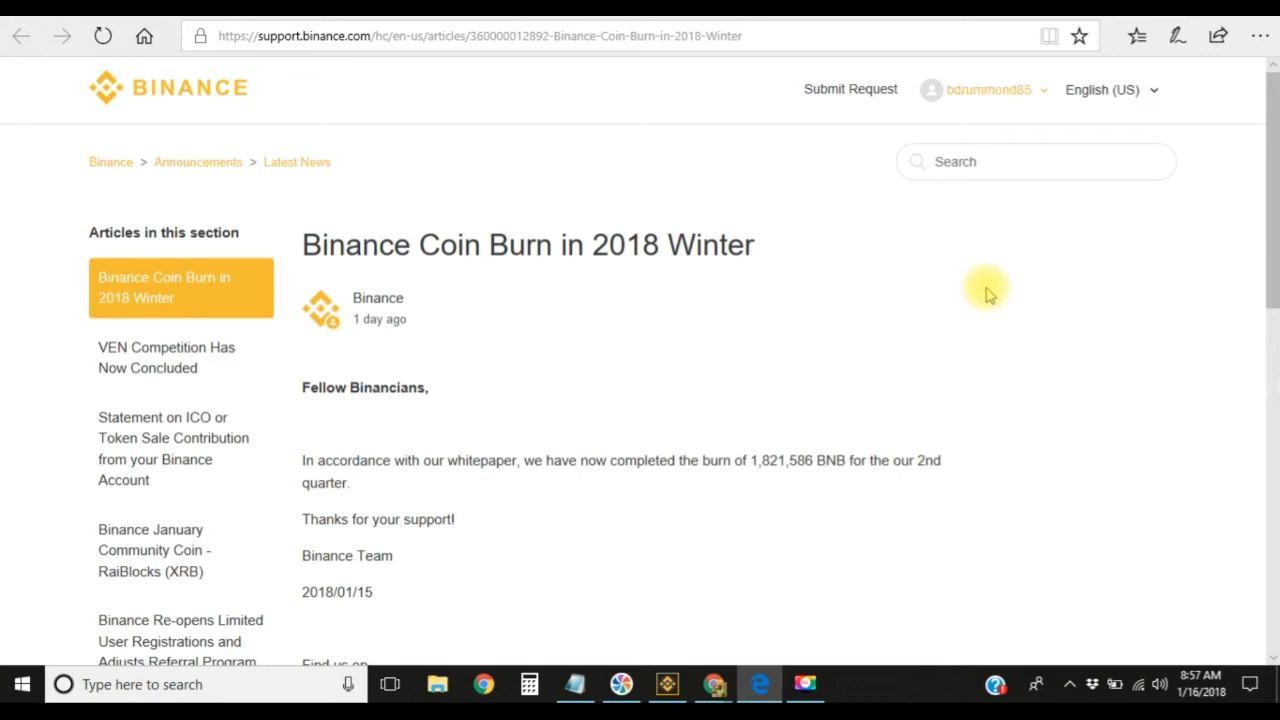 https://support.binance.com/hc/en-us/articles/360000012892-Binance-Coin-Burn-in-2018-Winter
BINANCE
Submit Request
bdrummond85
English (US)
Binance > Announcements > Latest News
Search
Articles in this section
Binance Coin Burn in
2018 Winter
VEN Competition Has
Now Concluded
Statement on ICO or
Token Sale Contribution
from your Binance
Account
Binance January
Community Coin -
RaiBlocks (XRB)
Binance Re-opens Limited
User Registrations and
Adjusts Referral Program
Binance Coin Burn in 2018 Winter
Binance
1 day ago
Fellow Binancians,
In accordance with our whitepaper, we have now completed the burn of 1,821,586 BNB for the our 2nd
quarter.
Thanks for your support!
Binance Team
2018/01/15
Find us on
Type here to search
8:57 AM
1/16/2018